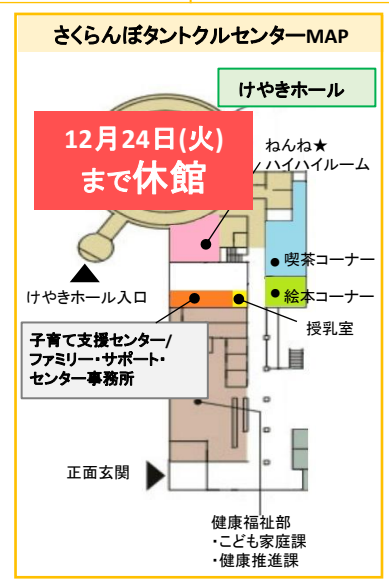 さくらんぼタントクルセンターMAP
けやきホール
12月24日(火)
まで休館
ねんね★
ハイハイルーム
喫茶コーナー
けやきホール入口
絵本コーナー
授乳室
子育て支援センター/
ファミリー・サポート・
センター事務所
正面玄関
健康福祉部
・こども家庭課
・健康推進課